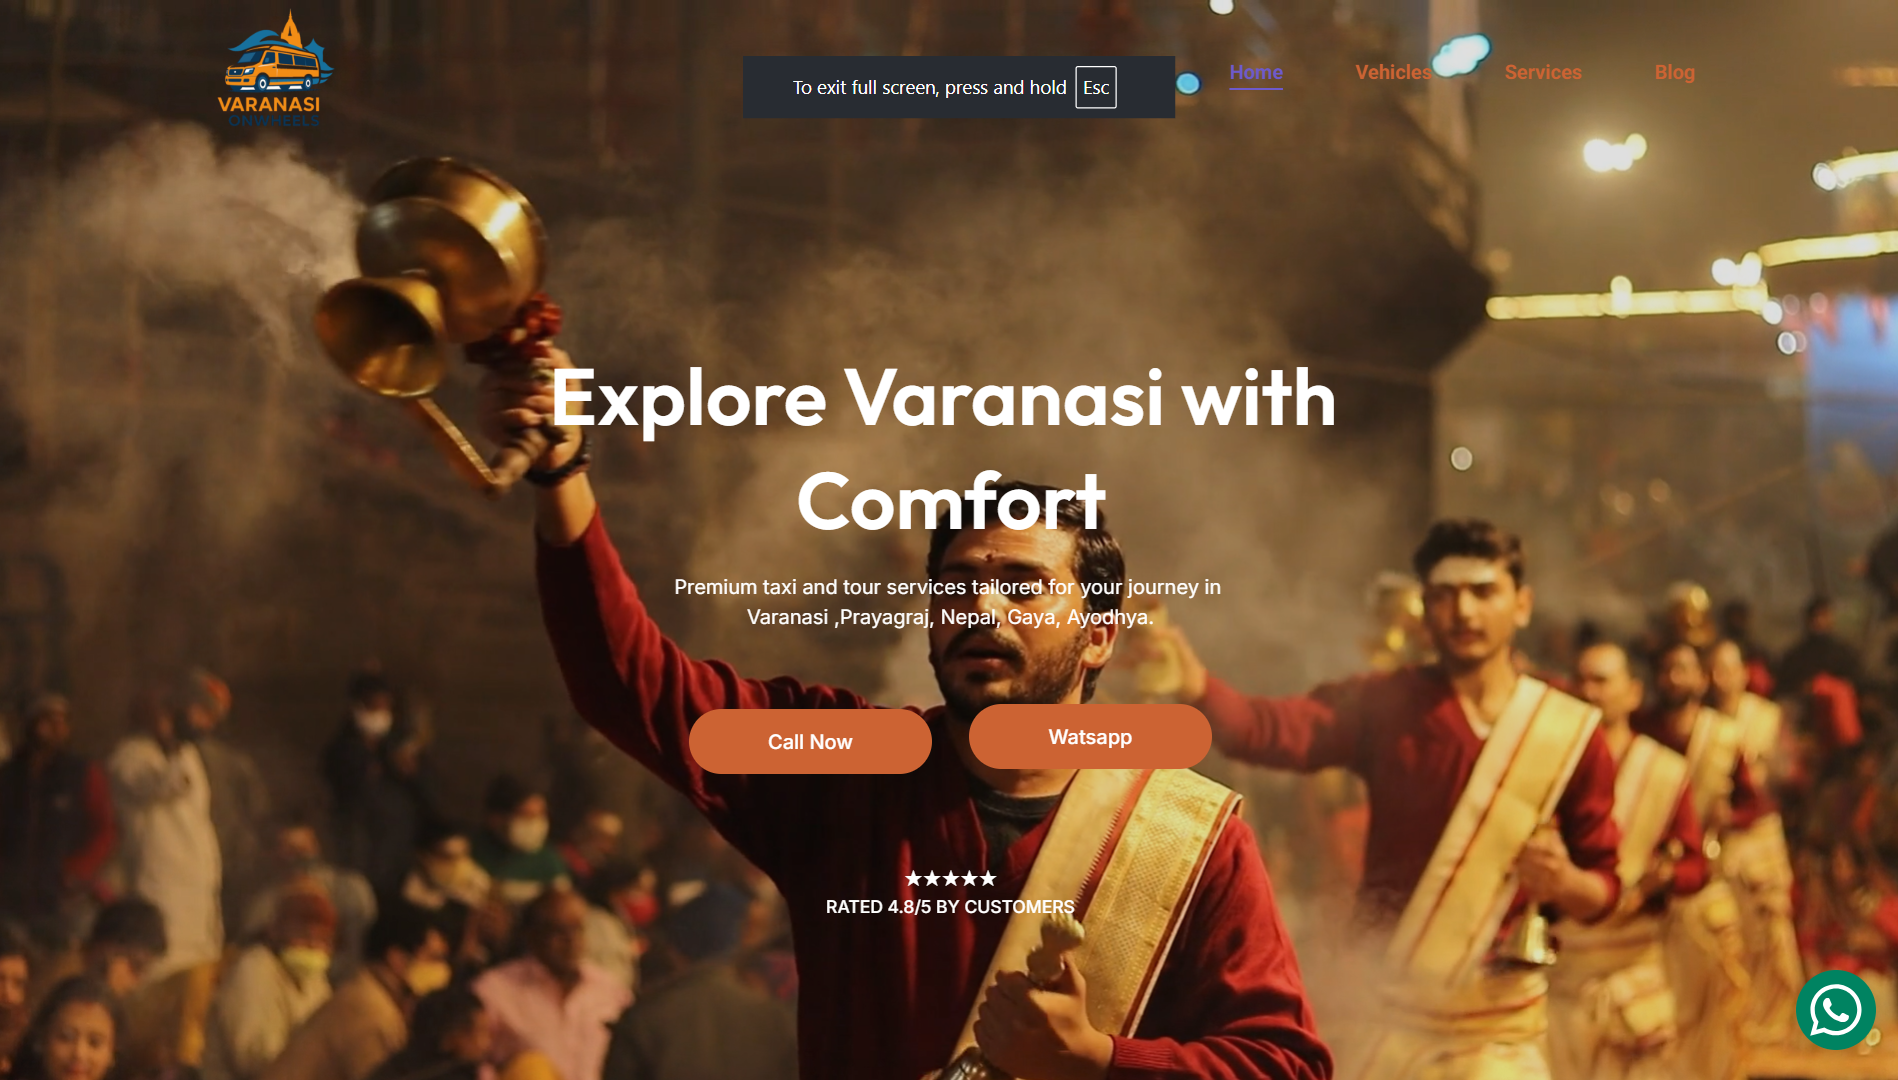 VARANASI
ONWHEELS
To exit full screen, press and hold Esc
Home Vehicles Services Blog
Explore Varanasi with
Comfort
Premium taxi and tour services tailored for your journey in
Varanasi ,Prayagraj, Nepal, Gaya, Ayodhya.
Call Now
Watsapp
★★★★★
RATED 4.8/5 BY CUSTOMERS